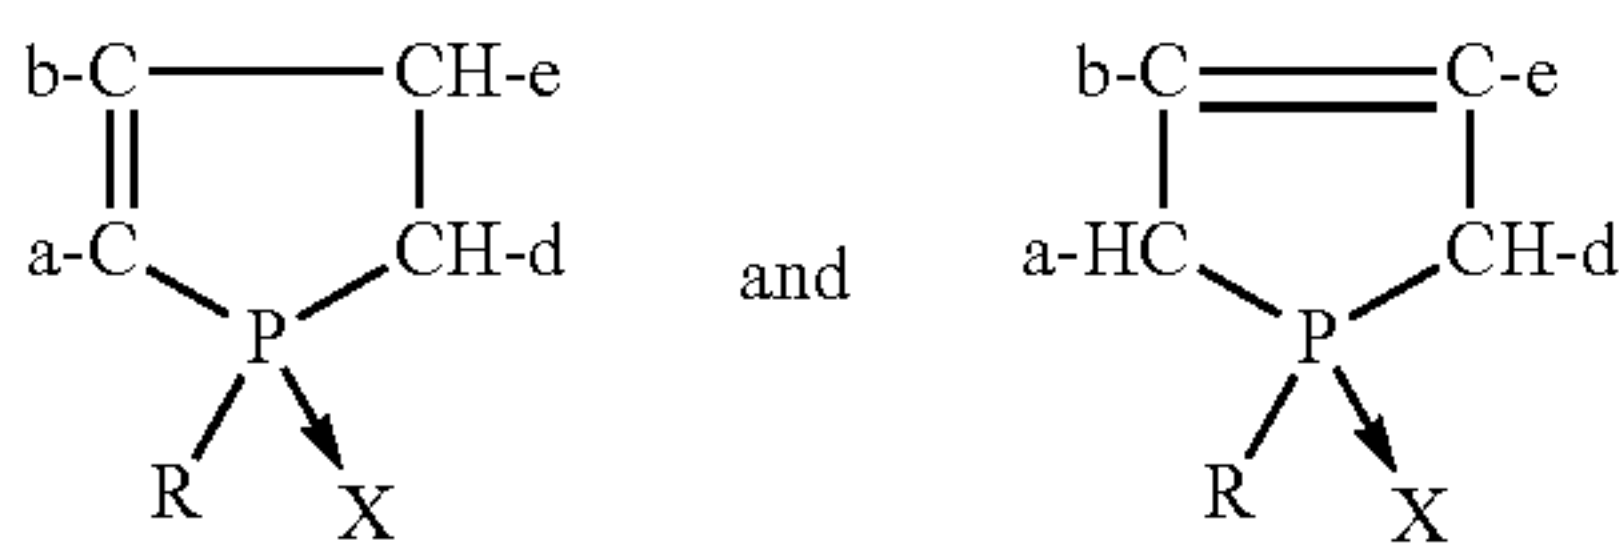 b-C CH-e b-C C-e
a-C CH-d and a-HC CH-d
P P
R X R X